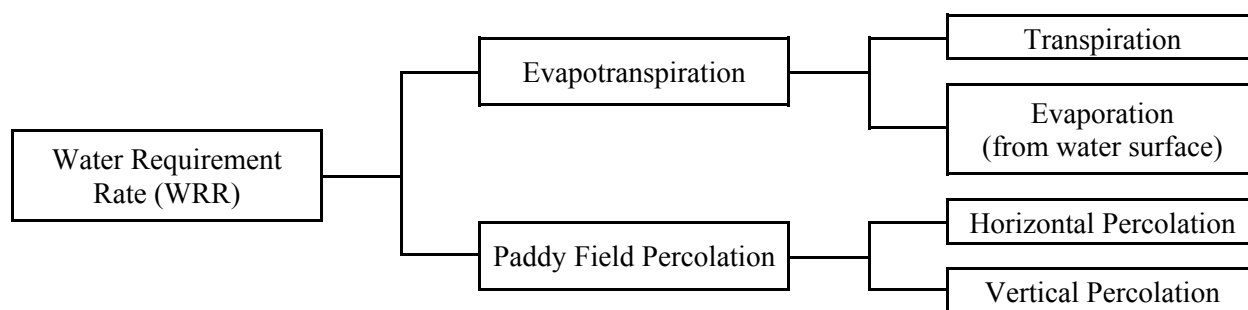 Water Requirement
Rate (WRR)
Evapotranspiration
Paddy Field Percolation
Transpiration
Evaporation
(from water surface)
Horizontal Percolation
Vertical Percolation